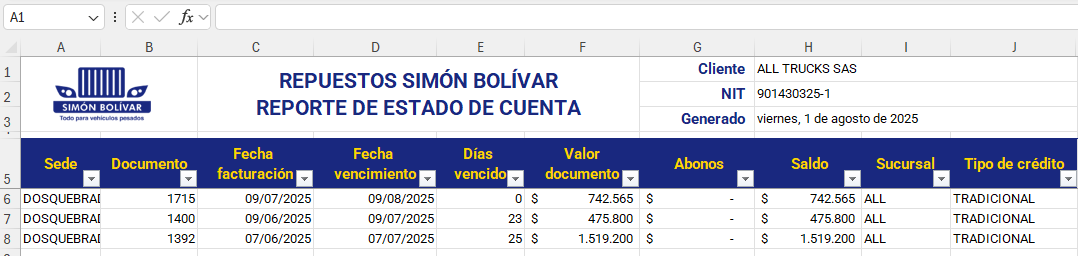 A1 fx
A B C D E F G H I J
1 REPUESTOS SIMÓN BOLÍVAR Cliente ALL TRUCKS SAS
2 SIMÓN BOLÍVAR REPORTE DE ESTADO DE CUENTA NIT 901430325-1
3 Todo para vehículos pesados Generado viernes, 1 de agosto de 2025
5 Sede Documento Fecha facturación Fecha vencimiento Días vencido Valor documento Abonos Saldo Sucursal Tipo de crédito
6 DOSQUEBRAD 1715 09/07/2025 09/08/2025 0 $ 742.565 $ - $ 742.565 ALL TRADICIONAL
7 DOSQUEBRAD 1400 09/06/2025 09/07/2025 23 $ 475.800 $ - $ 475.800 ALL TRADICIONAL
8 DOSQUEBRAD 1392 07/06/2025 07/07/2025 25 $ 1.519.200 $ - $ 1.519.200 ALL TRADICIONAL